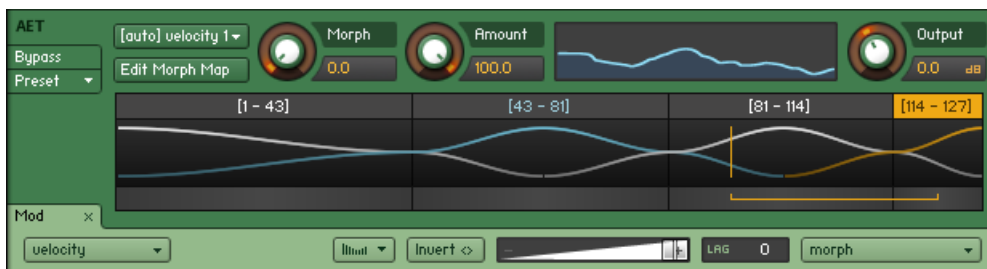 AET
Bypass
Preset
[auto] velocity 1
Edit Morph Map
Morph
0.0
Amount
100.0
Output
0.0 dB
[1 - 43] [43 - 81] [81 - 114] [114 - 127]
Mod ×
velocity
Invert <>
− +
LAG 0
morph